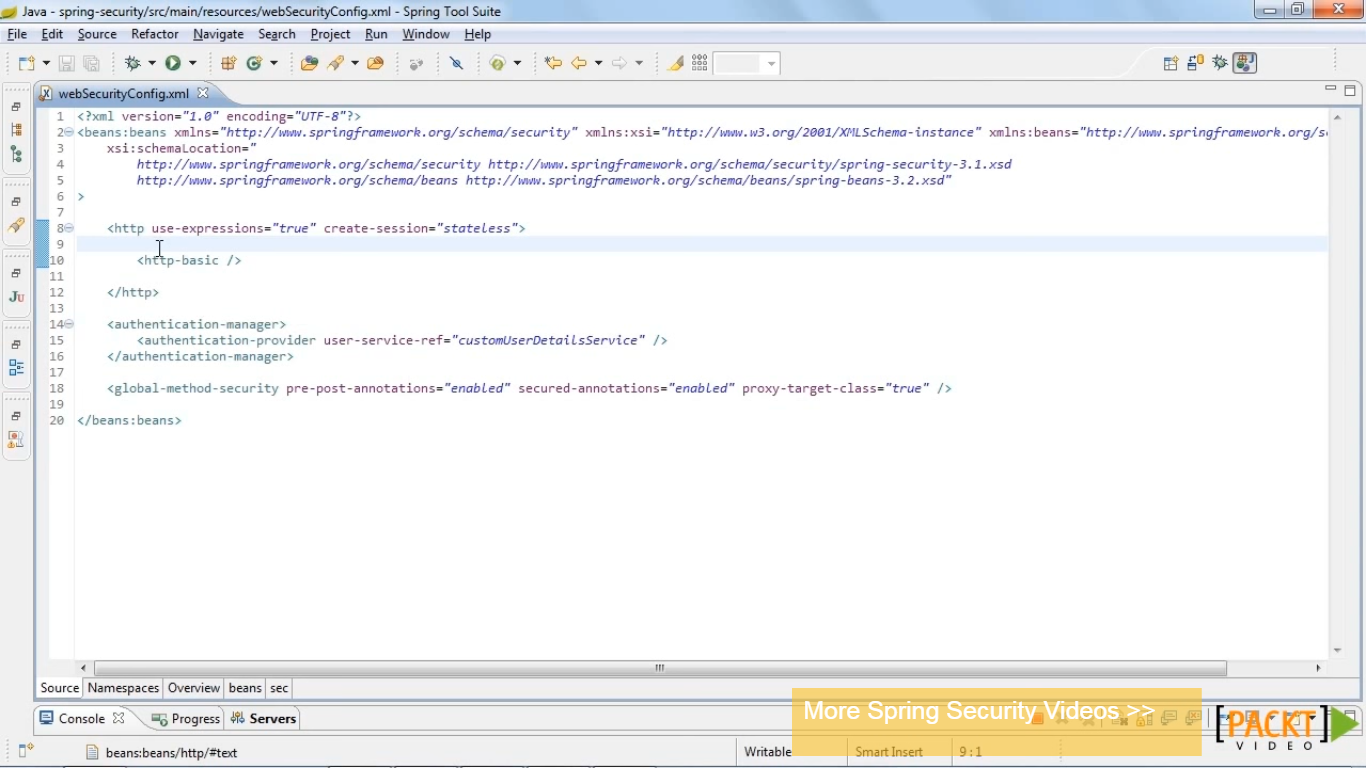 Java - spring-security/src/main/resources/webSecurityConfig.xml - Spring Tool Suite
File Edit Source Refactor Navigate Search Project Run Window Help
webSecurityConfig.xml
1 <?xml version="1.0" encoding="UTF-8"?>
2 <beans:beans xmlns="http://www.springframework.org/schema/security" xmlns:xsi="http://www.w3.org/2001/XMLSchema-instance" xmlns:beans="http://www.springframework.org/s
3 xsi:schemaLocation="
4 http://www.springframework.org/schema/security http://www.springframework.org/schema/security/spring-security-3.1.xsd
5 http://www.springframework.org/schema/beans http://www.springframework.org/schema/beans/spring-beans-3.2.xsd"
6 >
7
8 <http use-expressions="true" create-session="stateless">
9
10 <http-basic />
11
12 </http>
13
14 <authentication-manager>
15 <authentication-provider user-service-ref="customUserDetailsService" />
16 </authentication-manager>
17
18 <global-method-security pre-post-annotations="enabled" secured-annotations="enabled" proxy-target-class="true" />
19
20 </beans:beans>
Source Namespaces Overview beans sec
Console Progress Servers
More Spring Security Videos >>
[PACKT]
VIDEO
beans:beans/http/#text Writable Smart Insert 9:1